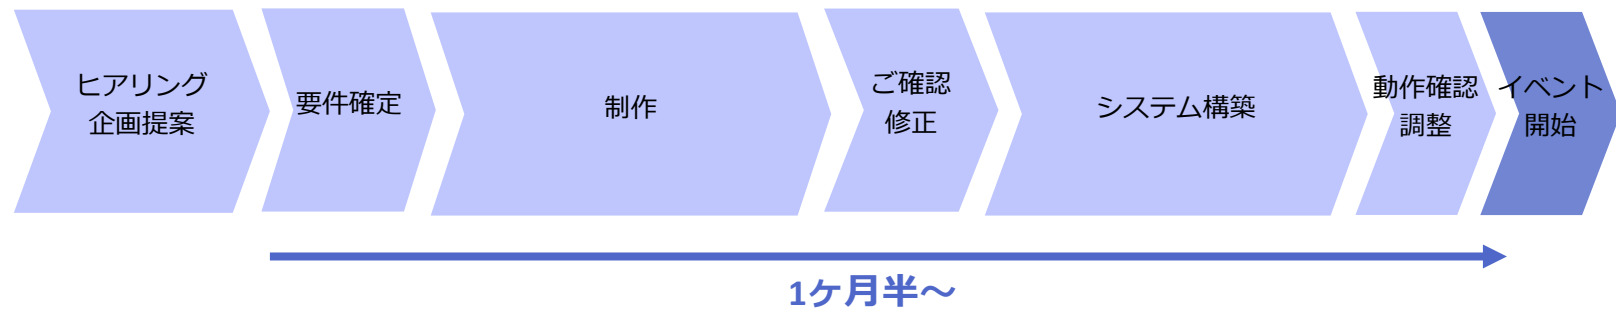 ヒアリング
企画提案
要件確定
制作
ご確認
修正
システム構築
動作確認
調整
イベント
開始
1ケ月半～